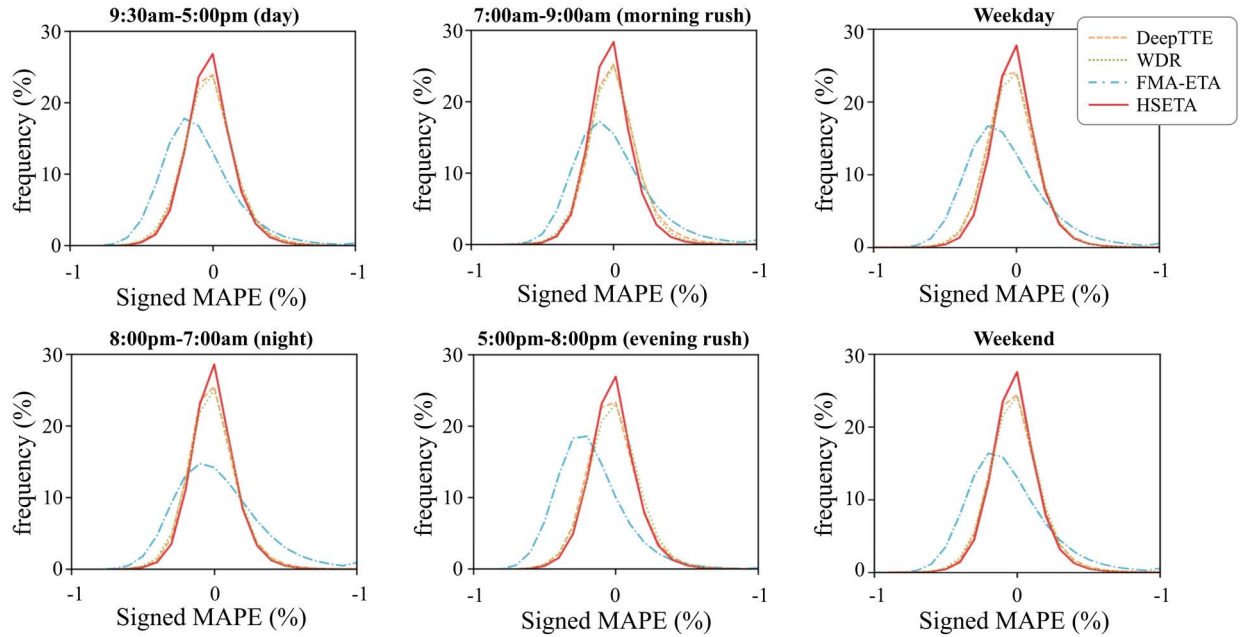 9:30am-5:00pm (day)
30
20
10
0
-1
0
-1
frequency (%)
Signed MAPE (%)
7:00am-9:00am (morning rush)
30
20
10
0
-1
0
-1
frequency (%)
Signed MAPE (%)
Weekday
30
20
10
0
-1
0
-1
frequency (%)
Signed MAPE (%)
DeepTTE
WDR
FMA-ETA
HSETA
8:00pm-7:00am (night)
30
20
10
0
-1
0
-1
frequency (%)
Signed MAPE (%)
5:00pm-8:00pm (evening rush)
30
20
10
0
-1
0
-1
frequency (%)
Signed MAPE (%)
Weekend
30
20
10
0
-1
0
-1
frequency (%)
Signed MAPE (%)